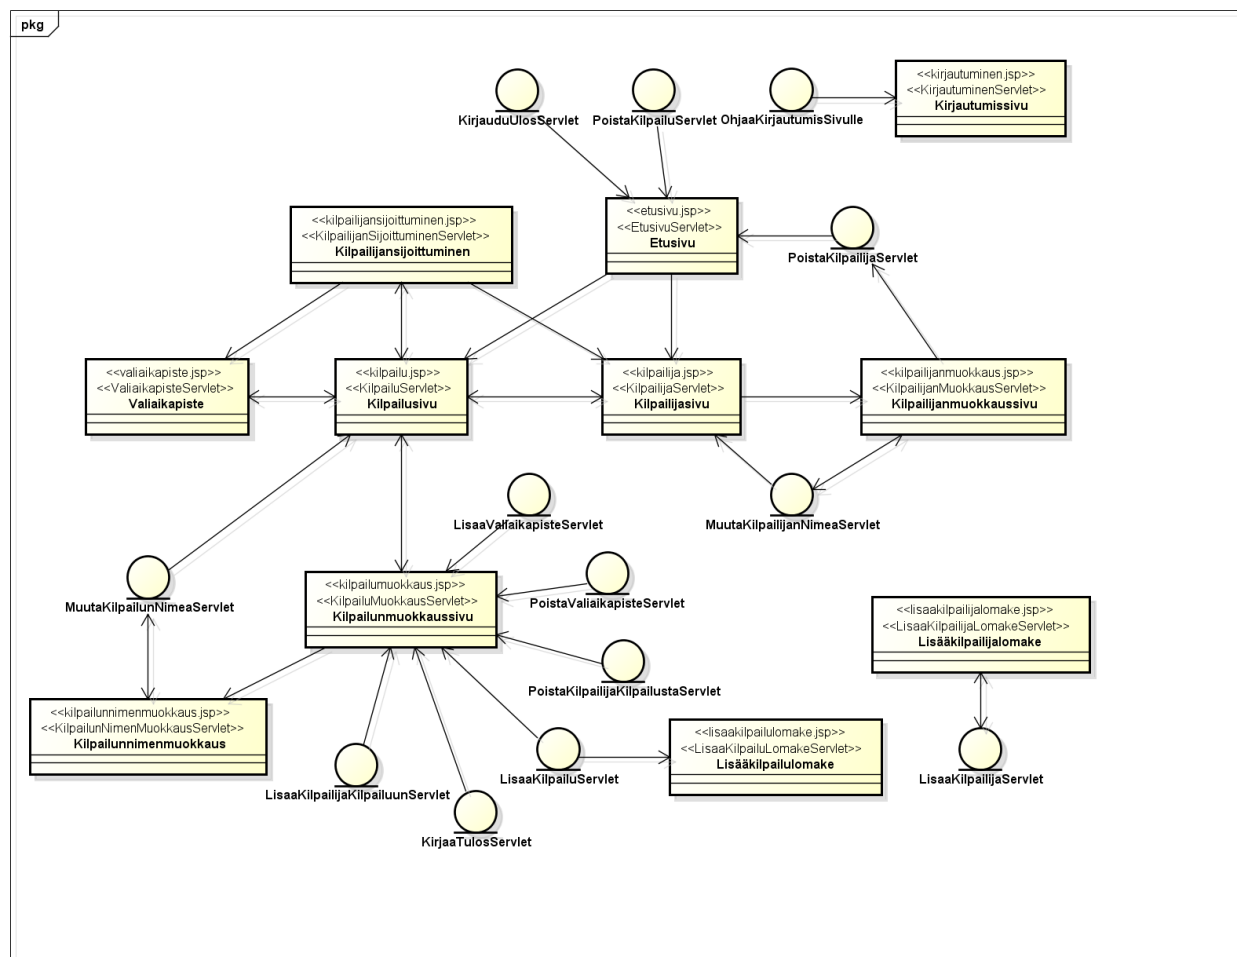 pkg
<<kirjautuminen.jsp>>
<<KirjautuminenServlet>>
Kirjautumissivu
KirjauduUlosServlet
PoistaKilpailuServlet
OhjaaKirjautumisSivulle
<<kilpailijansijoittuminen.jsp>>
<<KilpailijanSijoittuminenServlet>>
Kilpailijansijoittuminen
<<etusivu.jsp>>
<<EtusivuServlet>>
Etusivu
PoistaKilpailijaServlet
<<valiaikapiste.jsp>>
<<ValiaikapisteServlet>>
Valiaikapiste
<<kilpailu.jsp>>
<<KilpailuServlet>>
Kilpailusivu
<<kilpailija.jsp>>
<<KilpailijaServlet>>
Kilpailijasivu
<<kilpailijanmuokkaus.jsp>>
<<KilpailijanMuokkausServlet>>
Kilpailijanmuokkaussivu
LisaaValiaikapisteServlet
MuutaKilpailijanNimeaServlet
MuutaKilpailunNimeaServlet
<<kilpailumuokkaus.jsp>>
<<KilpailuMuokkausServlet>>
Kilpailunmuokkaussivu
PoistaValiaikapisteServlet
<<lisaakilpailijalomake.jsp>>
<<LisaaKilpailijaLomakeServlet>>
Lisääkilpailijalomake
PoistaKilpailijaKilpailustaServlet
<<kilpailunnimenmuokkaus.jsp>>
<<KilpailunNimenMuokkausServlet>>
Kilpailunnimenmuokkaus
<<lisaakilpailulomake.jsp>>
<<LisaaKilpailuLomakeServlet>>
Lisääkilpailulomake
LisaaKilpailijaKilpailuunServlet
LisaaKilpailuServlet
LisaaKilpailijaServlet
KirjaaTulosServlet